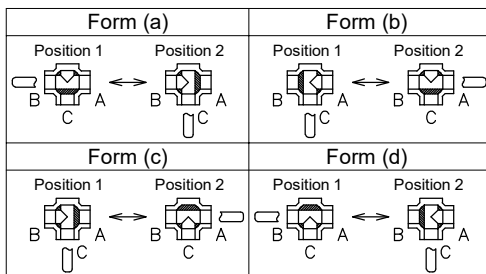 Form (a) Form (b)
Position 1 Position 2 Position 1 Position 2
B A B A B A B A
C C C C
Form (c) Form (d)
Position 1 Position 2 Position 1 Position 2
B A B A B A B A
C C C C